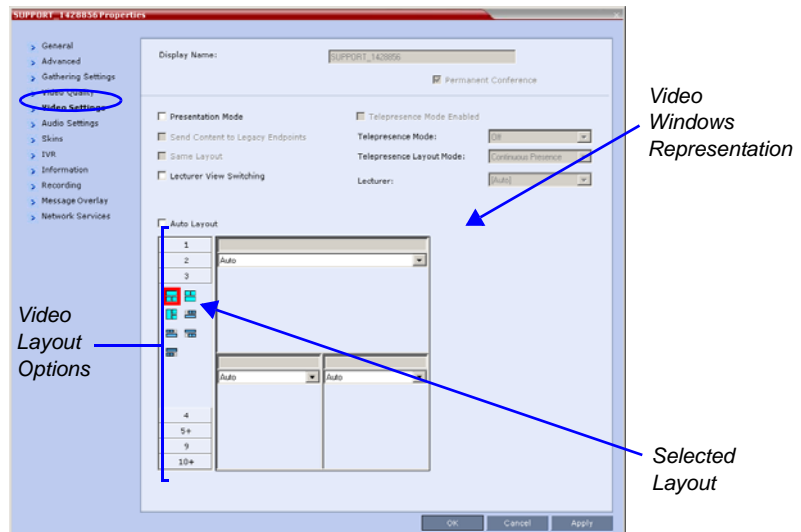 SUPPORT_1428856 Properties
General
Advanced
Gathering Settings
Video Quality
Video Settings
Audio Settings
Skins
IVR
Information
Recording
Message Overlay
Network Services
Display Name:
SUPPORT_1428856
Permanent Conference
Presentation Mode
Send Content to Legacy Endpoints
Same Layout
Lecturer View Switching
Telepresence Mode Enabled
Telepresence Mode:
Off
Telepresence Layout Mode:
Continuous Presence
Lecturer:
[Auto]
Auto Layout
1
2
3
4
5+
9
10+
Auto
Auto
Auto
OK
Cancel
Apply
Video
Windows
Representation
Video
Layout
Options
Selected
Layout